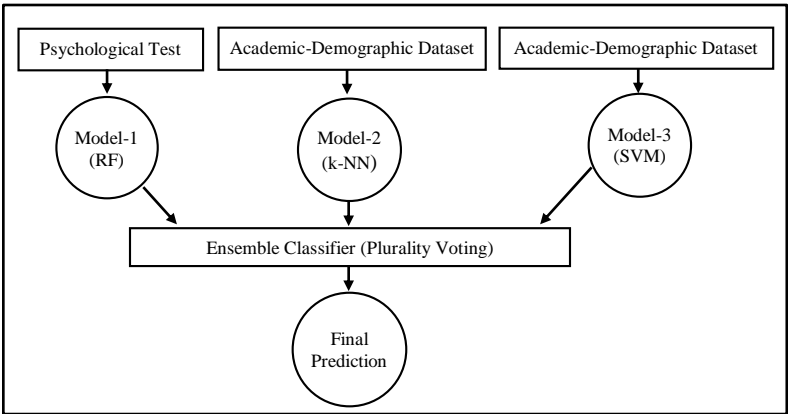 Psychological Test
Academic-Demographic Dataset
Academic-Demographic Dataset
Model-1
(RF)
Model-2
(k-NN)
Model-3
(SVM)
Ensemble Classifier (Plurality Voting)
Final
Prediction